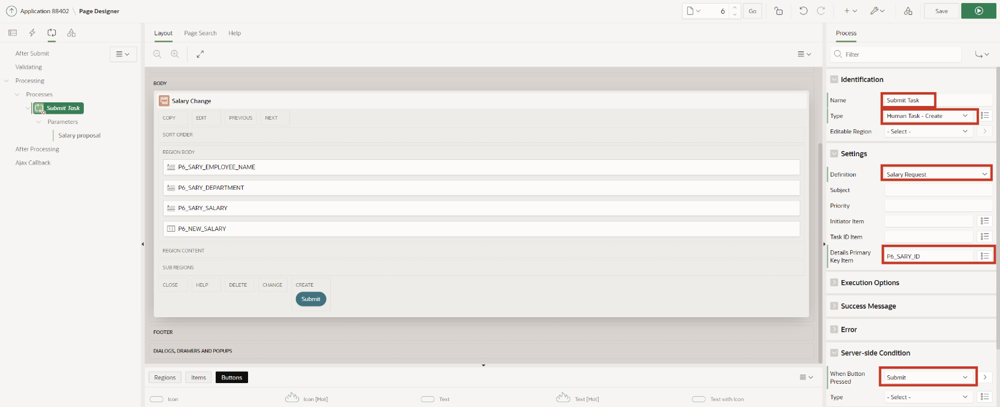 Application 88402 \ Page Designer
6
Go
Save
After Submit
Validating
Processing
Processes
Submit Task
Parameters
Salary proposal
After Processing
Ajax Callback
Layout
Page Search
Help
BODY
Salary Change
COPY
EDIT
PREVIOUS
NEXT
SORT ORDER
REGION BODY
P6_SARY_EMPLOYEE_NAME
P6_SARY_DEPARTMENT
P6_SARY_SALARY
P6_NEW_SALARY
REGION CONTENT
SUB REGIONS
CLOSE
HELP
DELETE
CHANGE
CREATE
Submit
FOOTER
DIALOGS, DRAWERS AND POPUPS
Regions
Items
Buttons
Icon
Icon [Hot]
Text
Text [Hot]
Text with Icon
Process
Filter
Identification
Name Submit Task
Type Human Task - Create
Editable Region - Select -
Settings
Definition Salary Request
Subject
Priority
Initiator Item
Task ID Item
Details Primary
Key Item P6_SARY_ID
Execution Options
Success Message
Error
Server-side Condition
When Button
Pressed Submit
Type - Select -